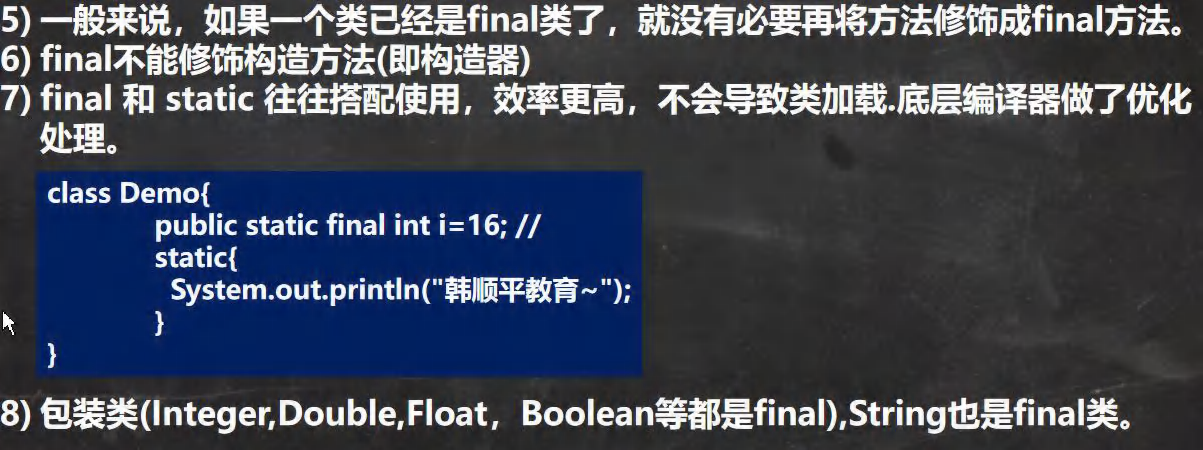 5) 一般来说，如果一个类已经是final类了，就没有必要再将方法修饰成final方法。
6) final不能修饰构造方法(即构造器)
7) final 和 static 往往搭配使用，效率更高，不会导致类加载.底层编译器做了优化
处理。
class Demo{
public static final int i=16; //
static{
System.out.println("韩顺平教育~");
}
}
8) 包装类(Integer,Double,Float，Boolean等都是final),String也是final类。